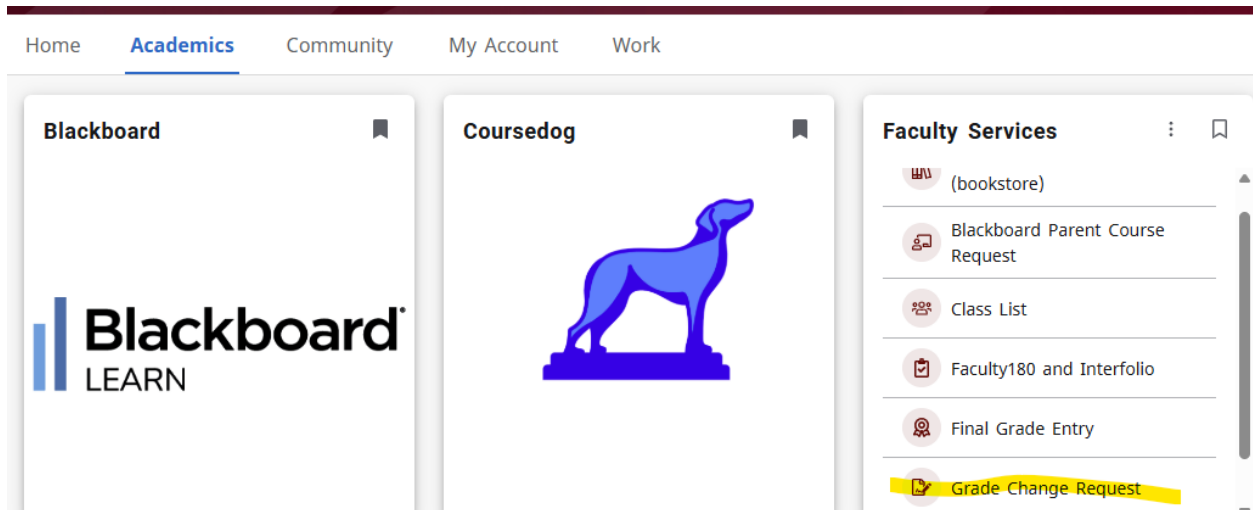 Home Academics Community My Account Work
Blackboard
Blackboard
LEARN
Coursedog
Faculty Services
(bookstore)
Blackboard Parent Course
Request
Class List
Faculty180 and Interfolio
Final Grade Entry
Grade Change Request